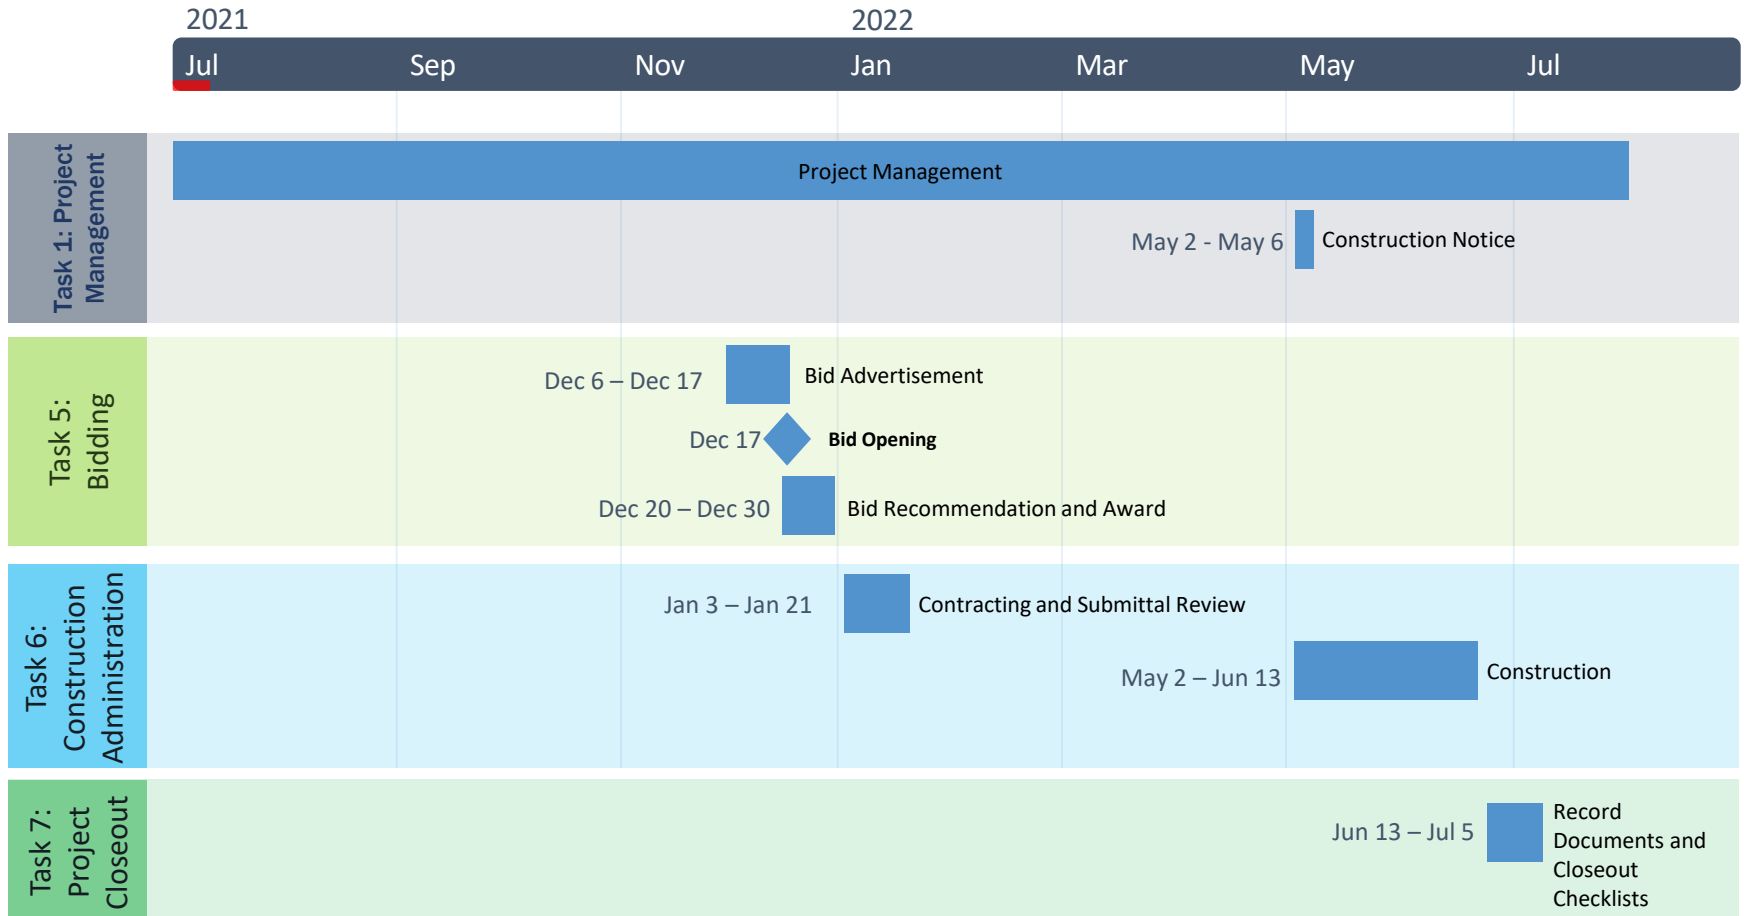 2021 2022
Jul Sep Nov Jan Mar May Jul
Task 1: Project
Management
Project Management
May 2 - May 6 Construction Notice
Task 5:
Bidding
Dec 6 – Dec 17 Bid Advertisement
Dec 17 Bid Opening
Dec 20 – Dec 30 Bid Recommendation and Award
Task 6:
Construction
Administration
Jan 3 – Jan 21 Contracting and Submittal Review
May 2 – Jun 13 Construction
Task 7:
Project
Closeout
Jun 13 – Jul 5
Record
Documents and
Closeout
Checklists